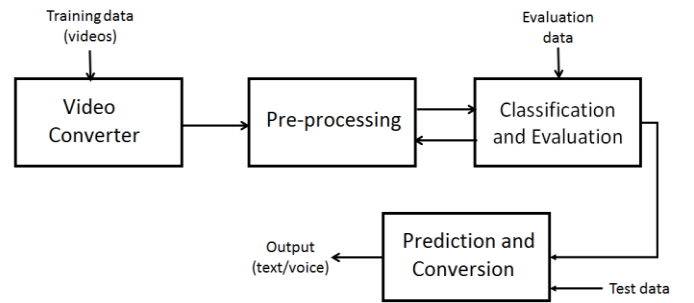 Training data
(videos)
Evaluation
data
Video
Converter
Pre-processing
Classification
and Evaluation
Output
(text/voice)
Prediction and
Conversion
Test data